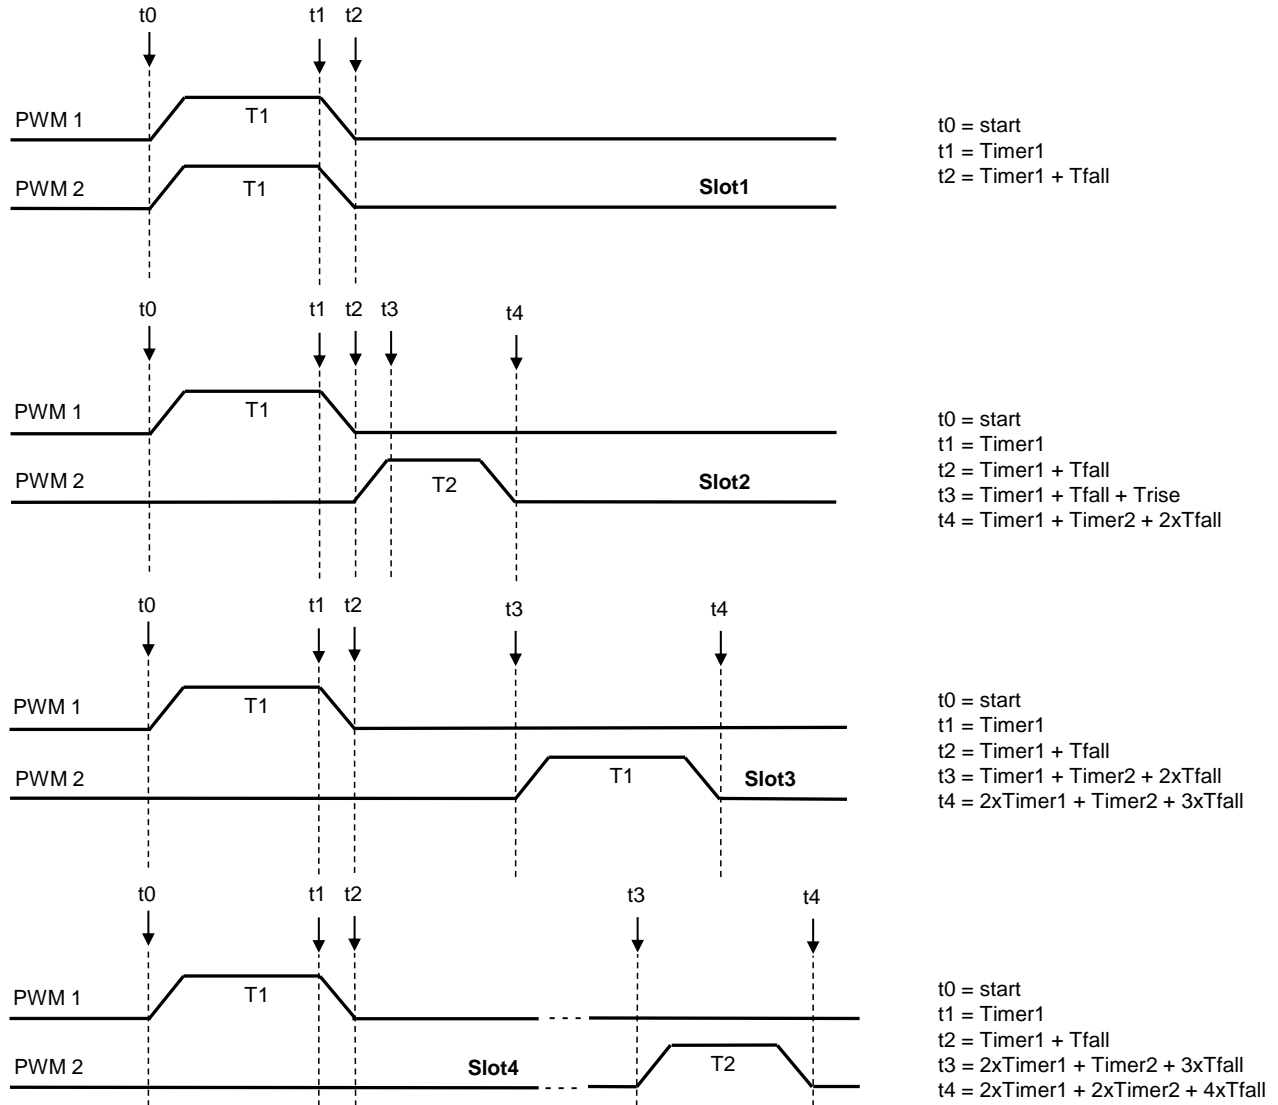 t0 t1 t2
PWM 1 T1
PWM 2 T1 Slot1
t0 = start
t1 = Timer1
t2 = Timer1 + Tfall
t0 t1 t2 t3 t4
PWM 1 T1
PWM 2 T2 Slot2
t0 = start
t1 = Timer1
t2 = Timer1 + Tfall
t3 = Timer1 + Tfall + Trise
t4 = Timer1 + Timer2 + 2xTfall
t0 t1 t2 t3 t4
PWM 1 T1
PWM 2 T1 Slot3
t0 = start
t1 = Timer1
t2 = Timer1 + Tfall
t3 = Timer1 + Timer2 + 2xTfall
t4 = 2xTimer1 + Timer2 + 3xTfall
t0 t1 t2 t3 t4
PWM 1 T1
PWM 2 Slot4 T2
t0 = start
t1 = Timer1
t2 = Timer1 + Tfall
t3 = 2xTimer1 + Timer2 + 3xTfall
t4 = 2xTimer1 + 2xTimer2 + 4xTfall